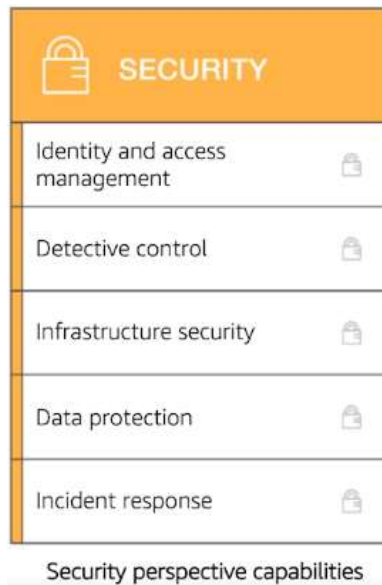 SECURITY
Identity and access
management
Detective control
Infrastructure security
Data protection
Incident response
Security perspective capabilities